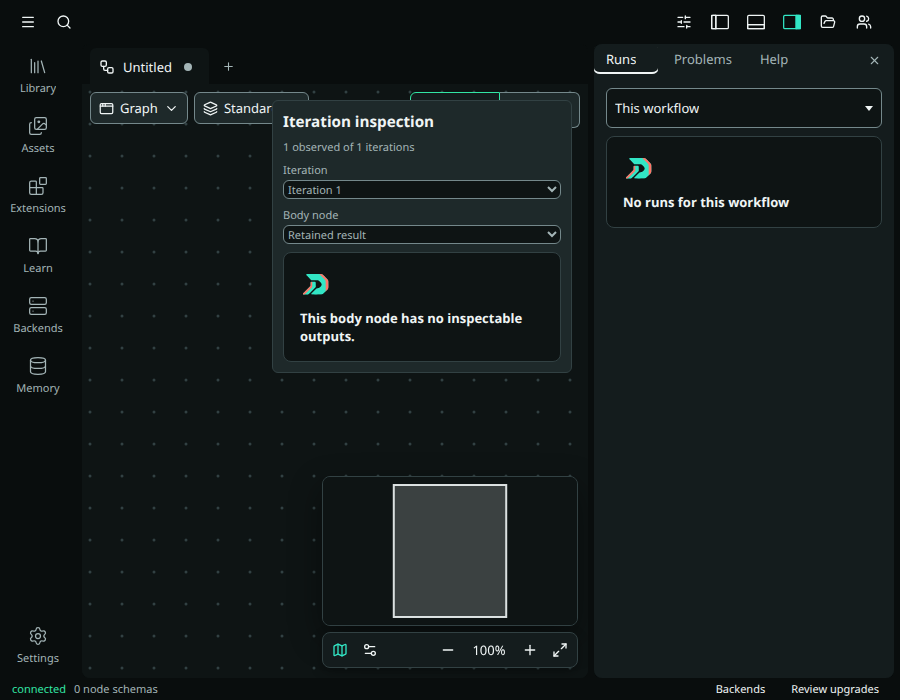 Untitled
Library
Assets
Extensions
Learn
Backends
Memory
Settings
Graph
Iteration inspection
1 observed of 1 iterations
Iteration
Iteration 1
Body node
Retained result
This body node has no inspectable
outputs.
100%
Runs
Problems
Help
This workflow
No runs for this workflow
connected
0 node schemas
Backends
Review upgrades